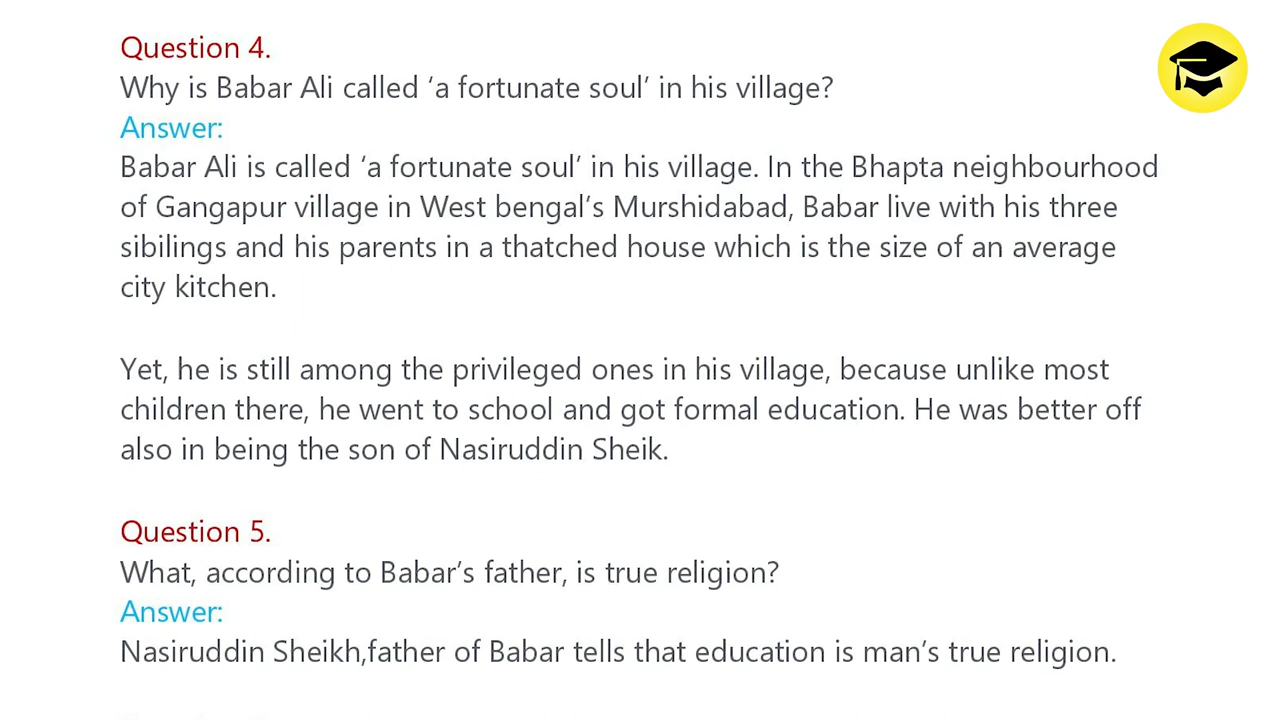 Question 4.
Why is Babar Ali called ‘a fortunate soul’ in his village?
Answer:
Babar Ali is called ‘a fortunate soul’ in his village. In the Bhapta neighbourhood
of Gangapur village in West bengal’s Murshidabad, Babar live with his three
sibilings and his parents in a thatched house which is the size of an average
city kitchen.
Yet, he is still among the privileged ones in his village, because unlike most
children there, he went to school and got formal education. He was better off
also in being the son of Nasiruddin Sheik.
Question 5.
What, according to Babar’s father, is true religion?
Answer:
Nasiruddin Sheikh,father of Babar tells that education is man’s true religion.